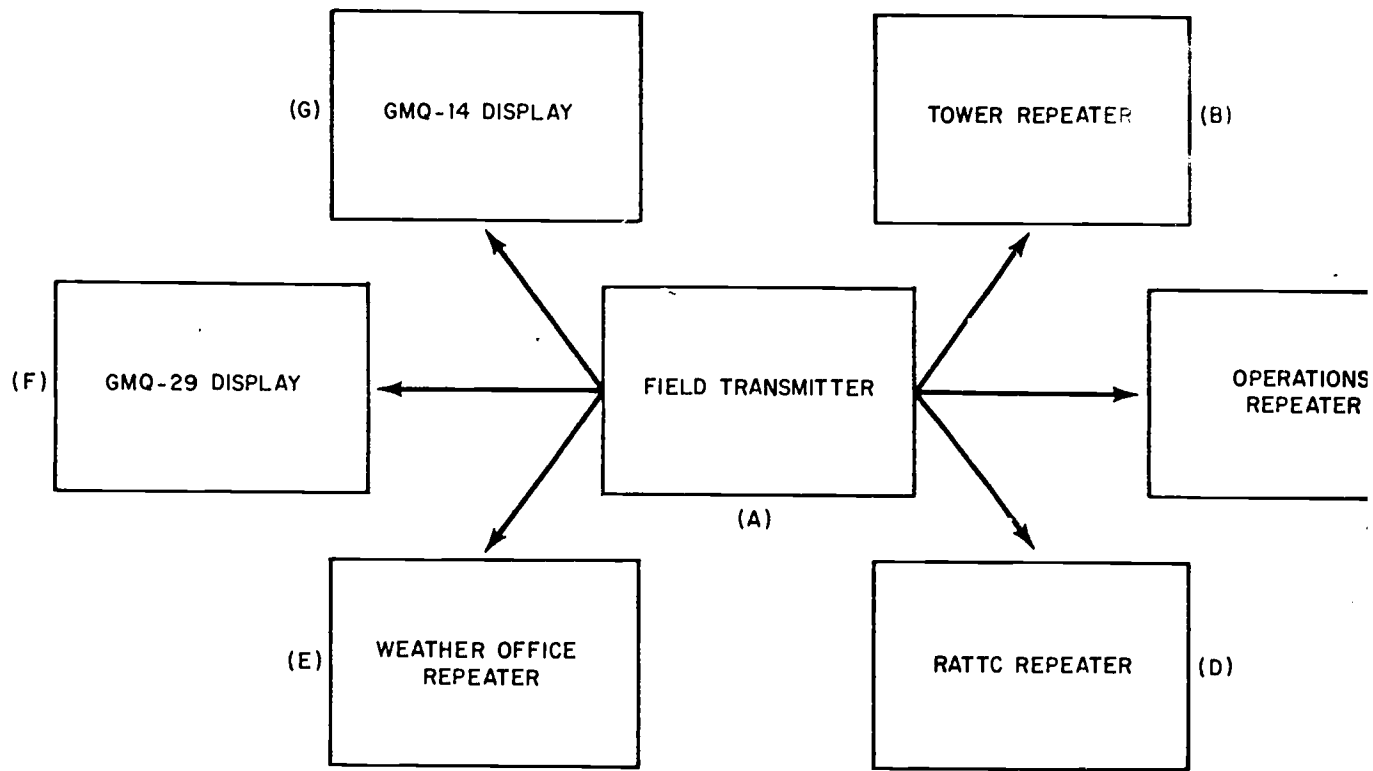 (G)
GMQ-14 DISPLAY
TOWER REPEATER
(B)
(F)
GMQ-29 DISPLAY
FIELD TRANSMITTER
(A)
OPERATIONS
REPEATER
(E)
WEATHER OFFICE
REPEATER
RATTC REPEATER
(D)